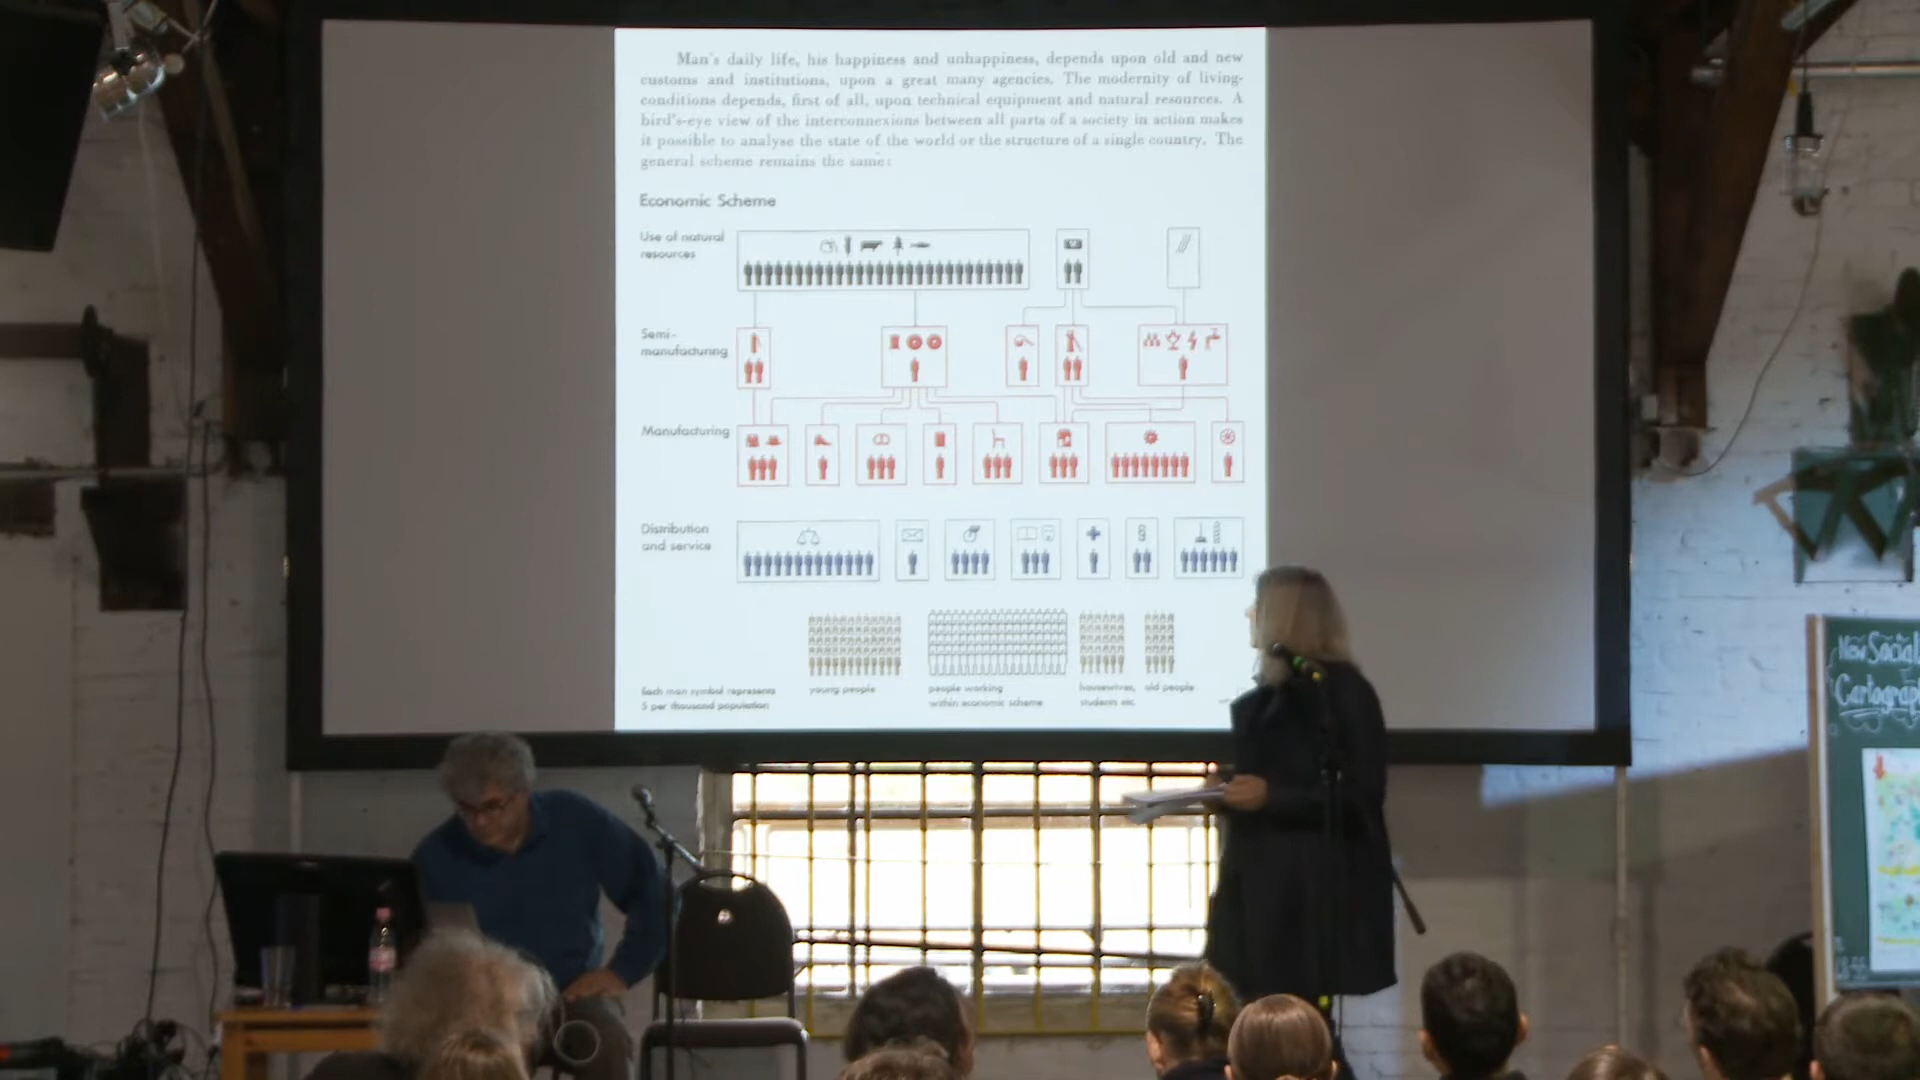 Man's daily life, his happiness and unhappiness, depends upon old and new
customs and institutions, upon a great many agencies. The modernity of living-
conditions depends, first of all, upon technical equipment and natural resources. A
bird's-eye view of the interconnexions between all parts of a society in action makes
it possible to analyse the state of the world or the structure of a single country. The
general scheme remains the same:
Economic Scheme
Use of natural
resources
Semi-
manufacturing
Manufacturing
Distribution
and service
Each man symbol represents
5 per thousand population
young people
people working
within economic scheme
housewives,
students etc.
old people
New Social
Cartograp